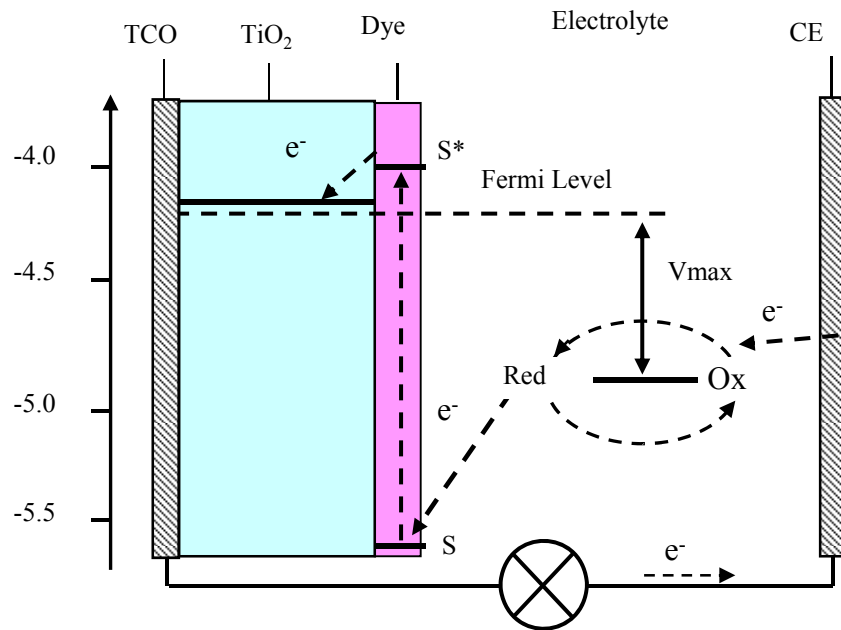 TCO
TiO₂
Dye
Electrolyte
CE
e⁻
S*
-4.0
Fermi Level
-4.5
Vmax
e⁻
Red
Ox
-5.0
e⁻
-5.5
S
e⁻